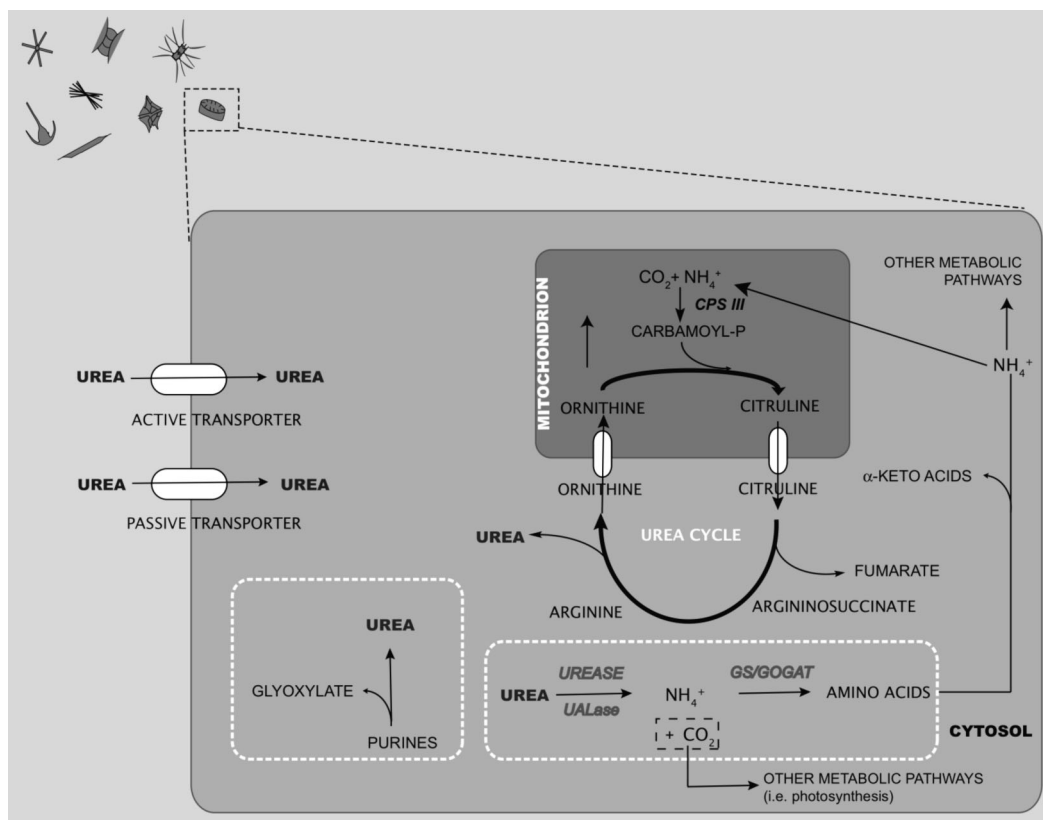 OTHER METABOLIC
PATHWAYS
MITOCHONDRION
CO₂+ NH₄⁺
CPS III
CARBAMOYL-P
NH₄⁺
UREA UREA
ACTIVE TRANSPORTER
ORNITHINE CITRULINE
UREA UREA
PASSIVE TRANSPORTER
ORNITHINE CITRULINE
α-KETO ACIDS
UREA UREA CYCLE
FUMARATE
ARGININE ARGININOSUCCINATE
UREA
GLYOXYLATE
PURINES
UREASE GS/GOGAT
UREA NH₄⁺ AMINO ACIDS
UALase
+ CO₂
CYTOSOL
OTHER METABOLIC PATHWAYS
(i.e. photosynthesis)